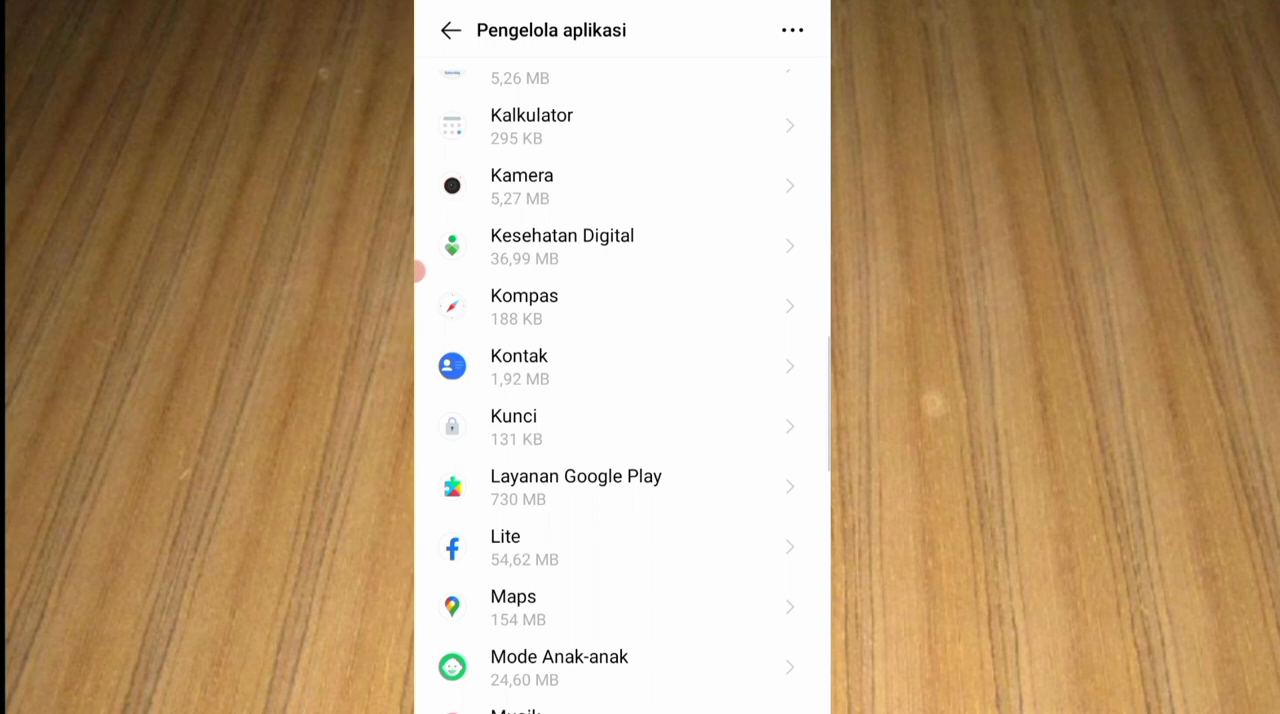 Pengelola aplikasi
5,26 MB
Kalkulator
295 KB
Kamera
5,27 MB
Kesehatan Digital
36,99 MB
Kompas
188 KB
Kontak
1,92 MB
Kunci
131 KB
Layanan Google Play
730 MB
Lite
54,62 MB
Maps
154 MB
Mode Anak-anak
24,60 MB